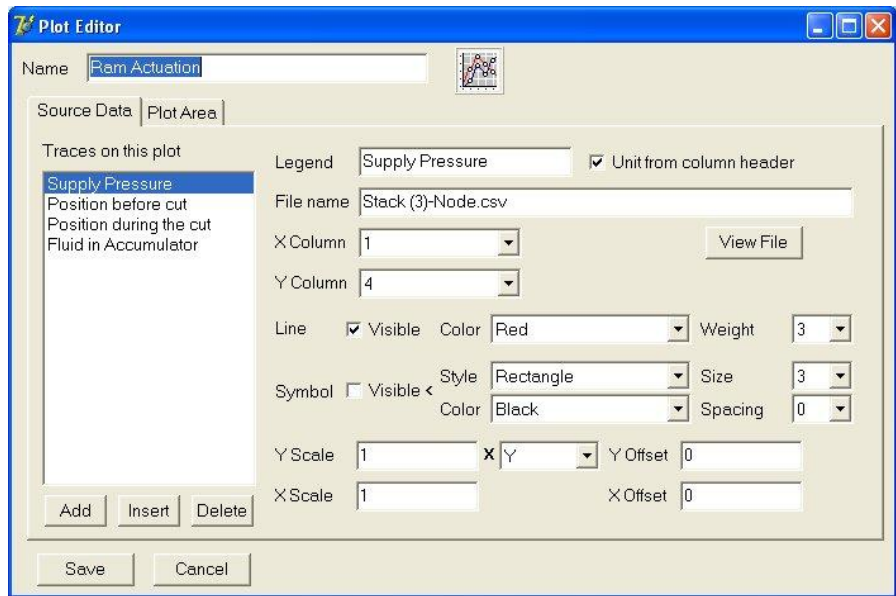 Plot Editor
Name Ram Actuation
Source Data Plot Area
Traces on this plot
Supply Pressure
Position before cut
Position during the cut
Fluid in Accumulator
Add Insert Delete
Legend Supply Pressure Unit from column header
File name Stack (3)-Node.csv
X Column 1 View File
Y Column 4
Line Visible Color Red Weight 3
Symbol Visible < Style Rectangle Size 3
Color Black Spacing 0
Y Scale 1 X Y Y Offset 0
X Scale 1 X Offset 0
Save Cancel